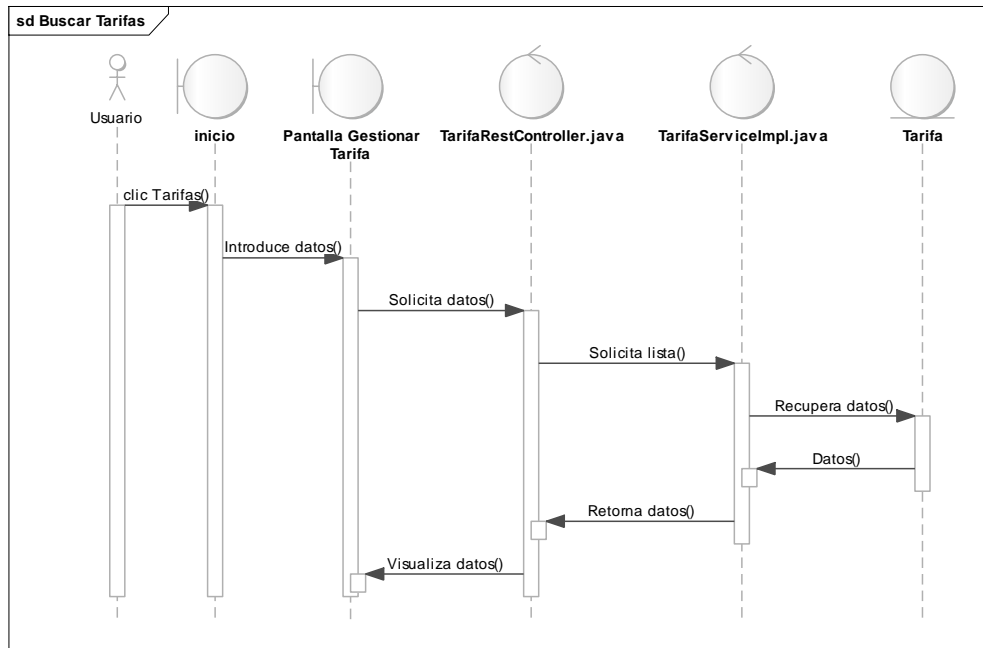 sd Buscar Tarifas
Usuario
inicio
Pantalla Gestionar
Tarifa
TarifaRestController.java
TarifaServiceImpl.java
Tarifa
clic Tarifas()
Introduce datos()
Solicita datos()
Solicita lista()
Recupera datos()
Datos()
Retorna datos()
Visualiza datos()